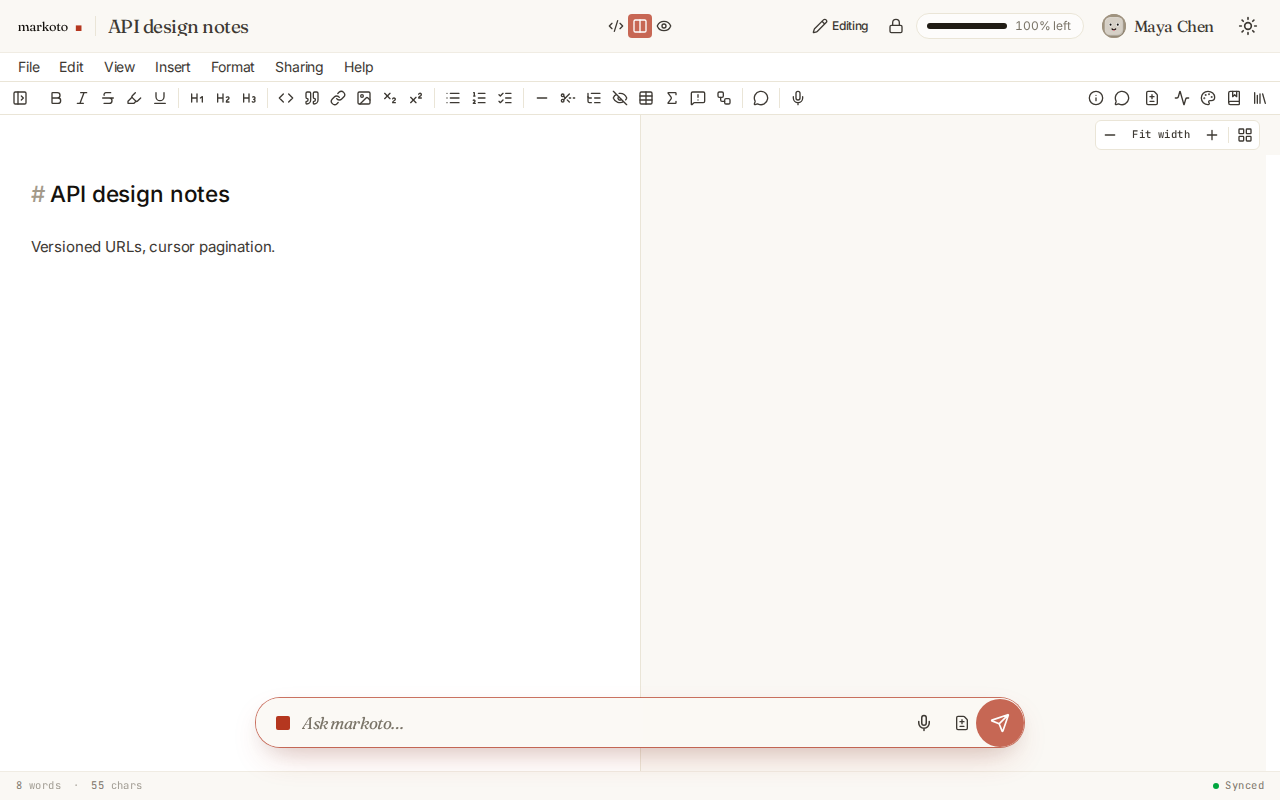 markoto
API design notes
Editing
100% left
Maya Chen
File Edit View Insert Format Sharing Help
H1 H2 H3
Fit width
# API design notes
Versioned URLs, cursor pagination.
Ask markoto...
8 words · 55 chars
Synced